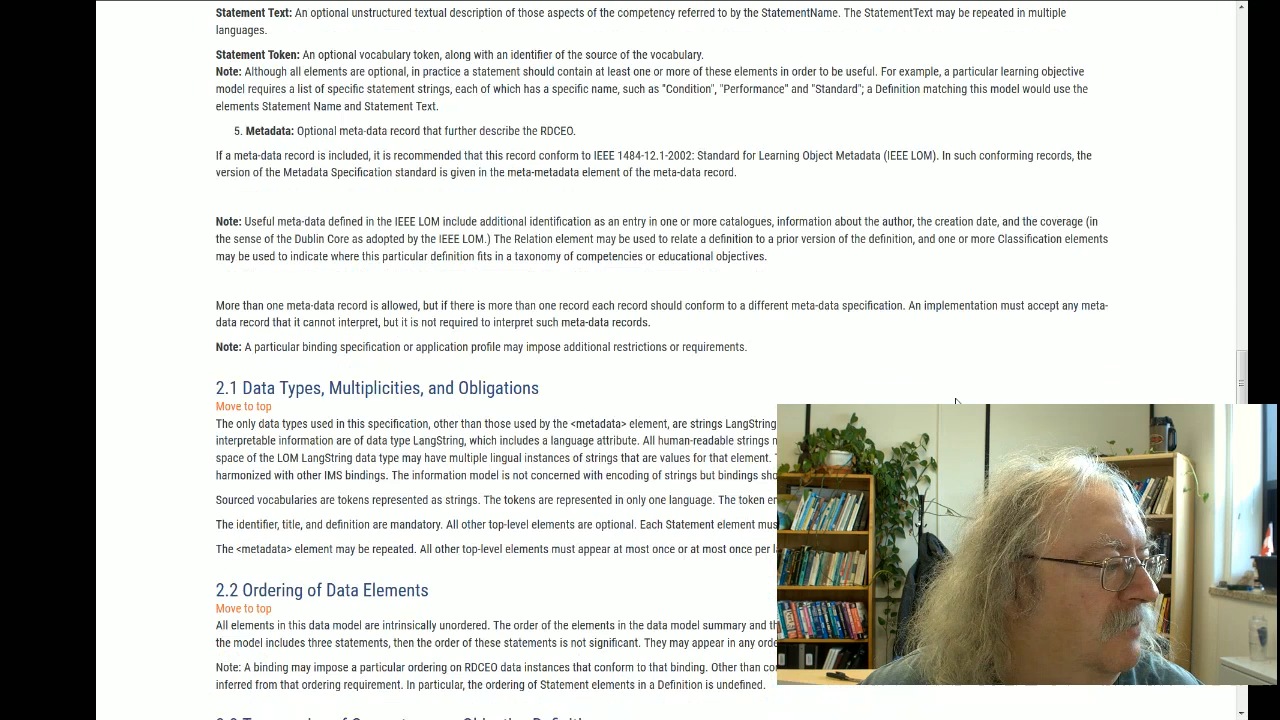 Statement Text: An optional unstructured textual description of those aspects of the competency referred to by the StatementName. The StatementText may be repeated in multiple
languages.
Statement Token: An optional vocabulary token, along with an identifier of the source of the vocabulary.
Note: Although all elements are optional, in practice a statement should contain at least one or more of these elements in order to be useful. For example, a particular learning objective
model requires a list of specific statement strings, each of which has a specific name, such as "Condition", "Performance" and "Standard"; a Definition matching this model would use the
elements Statement Name and Statement Text.
5. Metadata: Optional meta-data record that further describe the RDCEO.
If a meta-data record is included, it is recommended that this record conform to IEEE 1484-12.1-2002: Standard for Learning Object Metadata (IEEE LOM). In such conforming records, the
version of the Metadata Specification standard is given in the meta-metadata element of the meta-data record.
Note: Useful meta-data defined in the IEEE LOM include additional identification as an entry in one or more catalogues, information about the author, the creation date, and the coverage (in
the sense of the Dublin Core as adopted by the IEEE LOM.) The Relation element may be used to relate a definition to a prior version of the definition, and one or more Classification elements
may be used to indicate where this particular definition fits in a taxonomy of competencies or educational objectives.
More than one meta-data record is allowed, but if there is more than one record each record should conform to a different meta-data specification. An implementation must accept any meta-
data record that it cannot interpret, but it is not required to interpret such meta-data records.
Note: A particular binding specification or application profile may impose additional restrictions or requirements.
2.1 Data Types, Multiplicities, and Obligations
Move to top
The only data types used in this specification, other than those used by the <metadata> element, are strings LangString
interpretable information are of data type LangString, which includes a language attribute. All human-readable strings
space of the LOM LangString data type may have multiple lingual instances of strings that are values for that element.
harmonized with other IMS bindings. The information model is not concerned with encoding of strings but bindings
Sourced vocabularies are tokens represented as strings. The tokens are represented in only one language. The token
The identifier, title, and definition are mandatory. All other top-level elements are optional. Each Statement element
The <metadata> element may be repeated. All other top-level elements must appear at most once or at most once per
2.2 Ordering of Data Elements
Move to top
All elements in this data model are intrinsically unordered. The order of the elements in the data model summary and
the model includes three statements, then the order of these statements is not significant. They may appear in any
Note: A binding may impose a particular ordering on RDCEO data instances that conform to that binding. Other than
inferred from that ordering requirement. In particular, the ordering of Statement elements in a Definition is undefined.